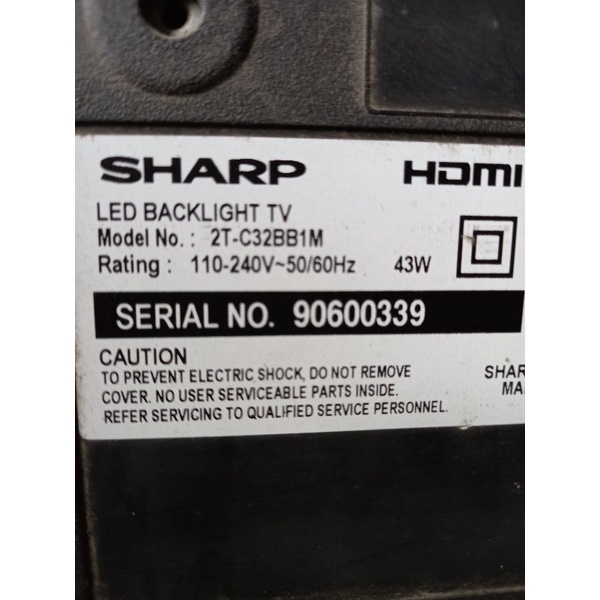 SHARP HDMI
LED BACKLIGHT TV
Model No. : 2T-C32BB1M
Rating : 110-240V~50/60Hz 43W
SERIAL NO. 90600339
CAUTION
TO PREVENT ELECTRIC SHOCK, DO NOT REMOVE
COVER. NO USER SERVICEABLE PARTS INSIDE.
REFER SERVICING TO QUALIFIED SERVICE PERSONNEL.
SHAR
MA